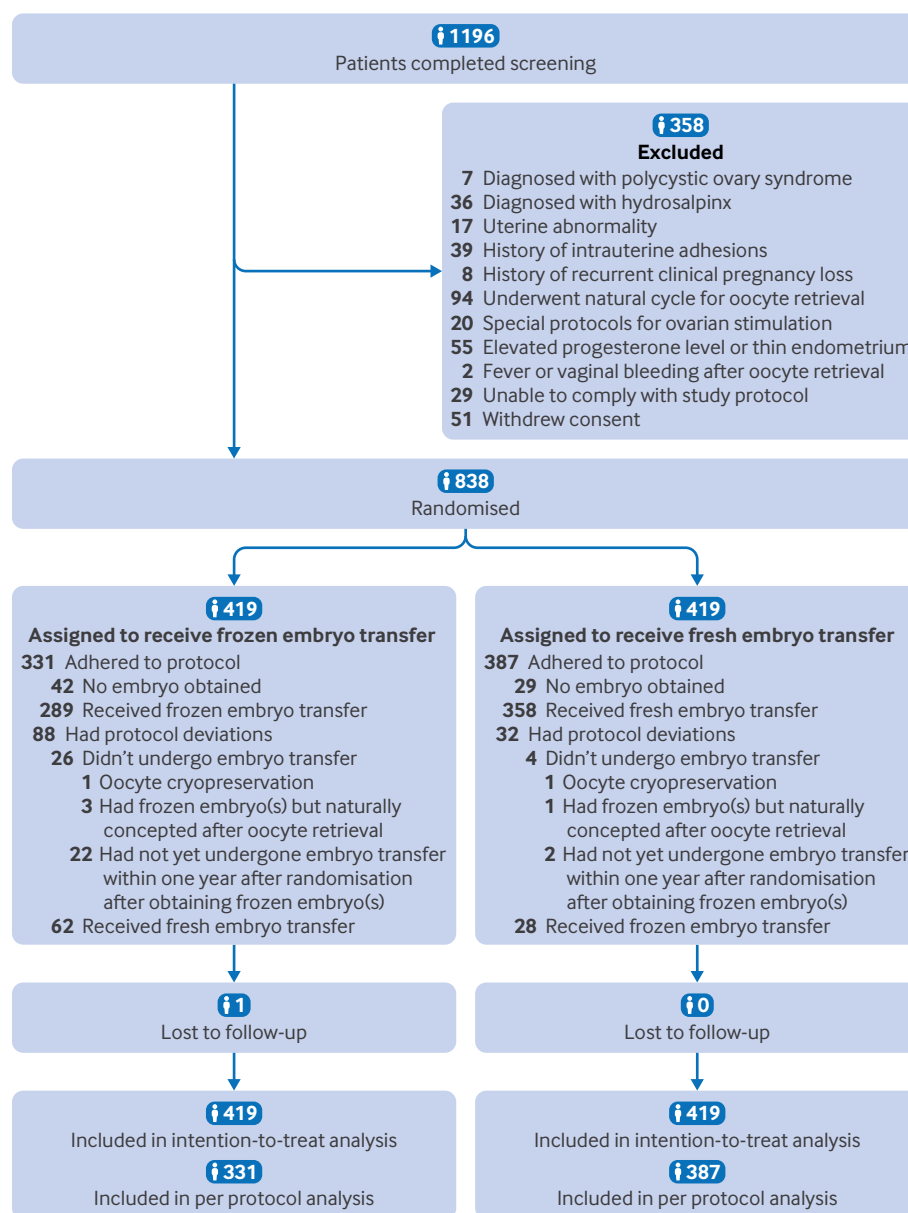 1196
Patients completed screening
358
Excluded
7 Diagnosed with polycystic ovary syndrome
36 Diagnosed with hydrosalpinx
17 Uterine abnormality
39 History of intrauterine adhesions
8 History of recurrent clinical pregnancy loss
94 Underwent natural cycle for oocyte retrieval
20 Special protocols for ovarian stimulation
55 Elevated progesterone level or thin endometrium
2 Fever or vaginal bleeding after oocyte retrieval
29 Unable to comply with study protocol
51 Withdrew consent
838
Randomised
419
Assigned to receive frozen embryo transfer
331 Adhered to protocol
42 No embryo obtained
289 Received frozen embryo transfer
88 Had protocol deviations
26 Didn't undergo embryo transfer
1 Oocyte cryopreservation
3 Had frozen embryo(s) but naturally
concepted after oocyte retrieval
22 Had not yet undergone embryo transfer
within one year after randomisation
after obtaining frozen embryo(s)
62 Received fresh embryo transfer
419
Assigned to receive fresh embryo transfer
387 Adhered to protocol
29 No embryo obtained
358 Received fresh embryo transfer
32 Had protocol deviations
4 Didn't undergo embryo transfer
1 Oocyte cryopreservation
1 Had frozen embryo(s) but naturally
concepted after oocyte retrieval
2 Had not yet undergone embryo transfer
within one year after randomisation
after obtaining frozen embryo(s)
28 Received frozen embryo transfer
1
Lost to follow-up
0
Lost to follow-up
419
Included in intention-to-treat analysis
331
Included in per protocol analysis
419
Included in intention-to-treat analysis
387
Included in per protocol analysis